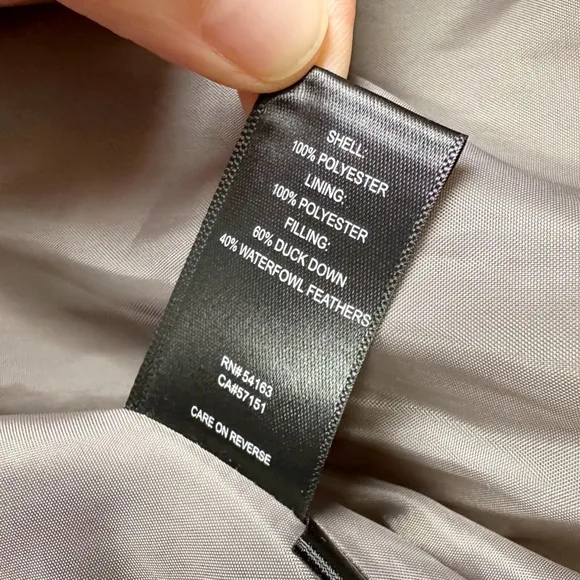 SHELL:
100% POLYESTER
LINING:
100% POLYESTER
FILLING:
60% DUCK DOWN
40% WATERFOWL FEATHERS
RN# 54163
CA#57151
CARE ON REVERSE